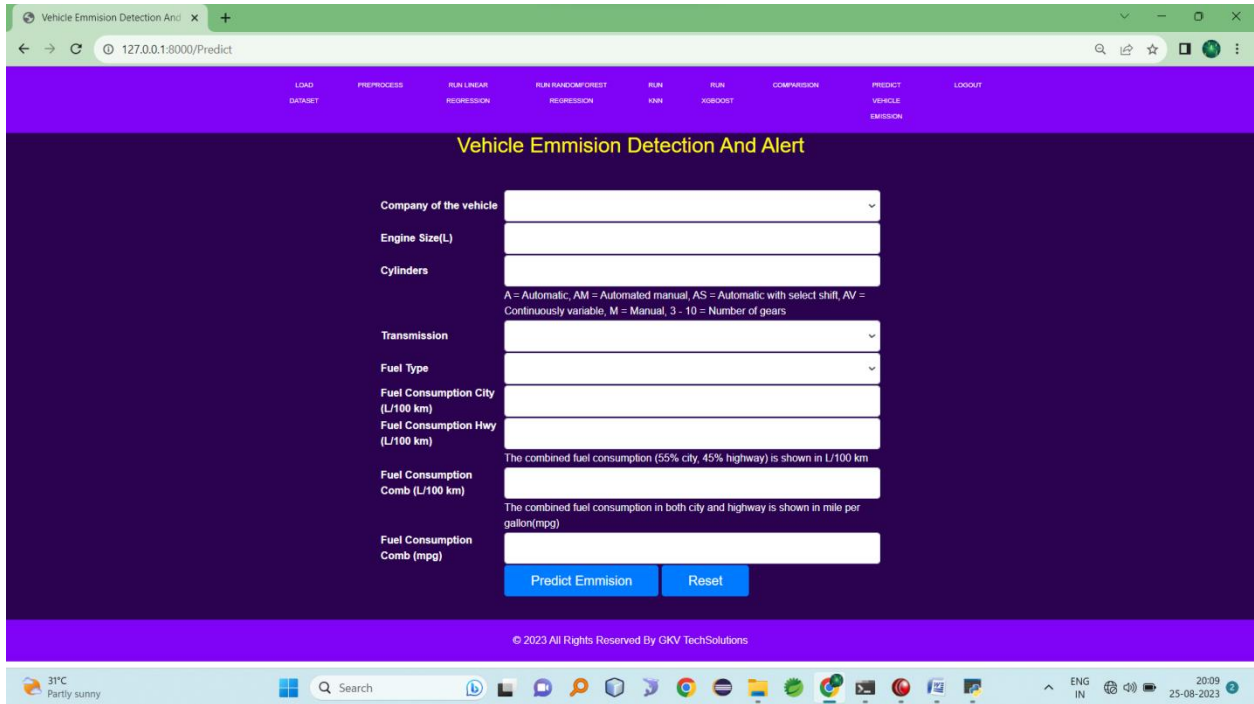 Vehicle Emmision Detection And
127.0.0.1:8000/Predict
LOAD DATASET
PREPROCESS
RUN LINEAR REGRESSION
RUN RANDOMFOREST REGRESSION
RUN KNN
RUN XGBOOST
COMPARISION
PREDICT VEHICLE EMISSION
LOGOUT
Vehicle Emmision Detection And Alert
Company of the vehicle
Engine Size(L)
Cylinders
A = Automatic, AM = Automated manual, AS = Automatic with select shift, AV =
Continuously variable, M = Manual, 3 - 10 = Number of gears
Transmission
Fuel Type
Fuel Consumption City
(L/100 km)
Fuel Consumption Hwy
(L/100 km)
The combined fuel consumption (55% city, 45% highway) is shown in L/100 km
Fuel Consumption
Comb (L/100 km)
The combined fuel consumption in both city and highway is shown in mile per
gallon(mpg)
Fuel Consumption
Comb (mpg)
Predict Emmision
Reset
© 2023 All Rights Reserved By GKV TechSolutions
31°C
Partly sunny
Search
ENG
IN
20:09
25-08-2023
2